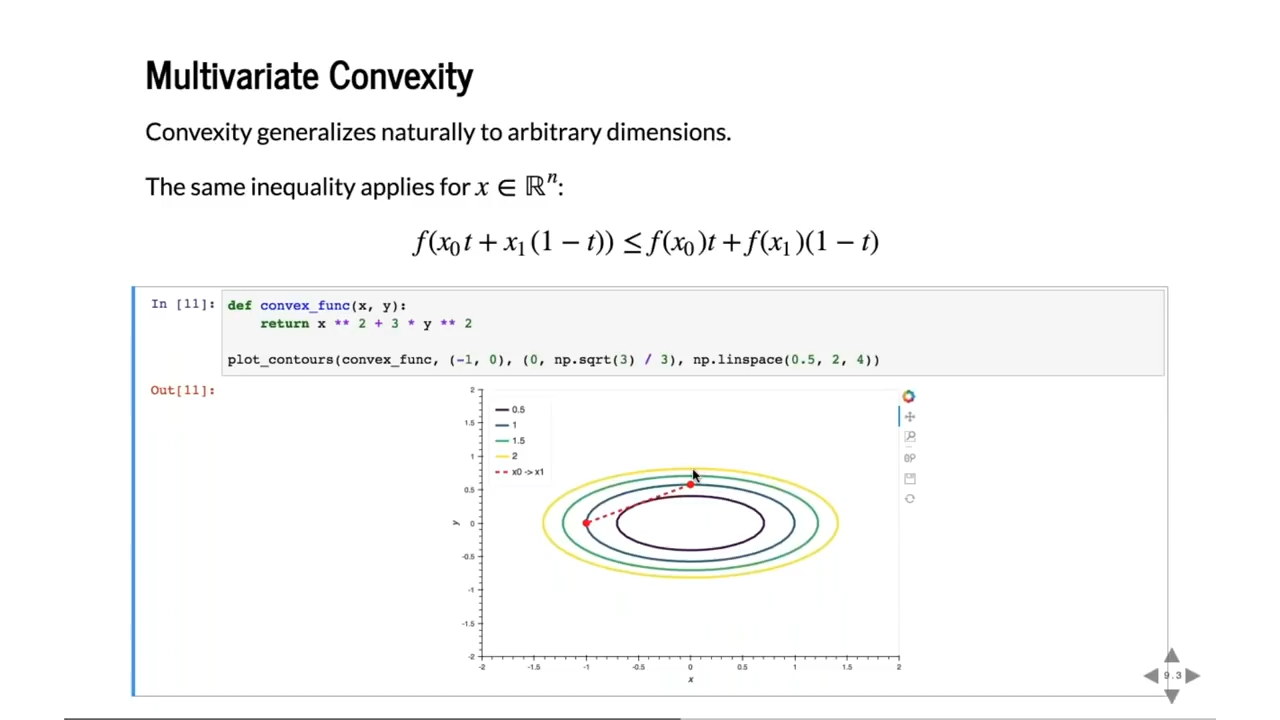 Multivariate Convexity
Convexity generalizes naturally to arbitrary dimensions.
The same inequality applies for x ∈ ℝⁿ:
f(x₀t + x₁(1 − t)) ≤ f(x₀)t + f(x₁)(1 − t)
In [11]:
def convex_func(x, y):
    return x ** 2 + 3 * y ** 2
plot_contours(convex_func, (-1, 0), (0, np.sqrt(3) / 3), np.linspace(0.5, 2, 4))
Out[11]:
2
1.5
1
0.5
0
-0.5
-1
-1.5
-2
y
0.5
1
1.5
2
x0 -> x1
-2 -1.5 -1 -0.5 0 0.5 1 1.5 2
x
9.3